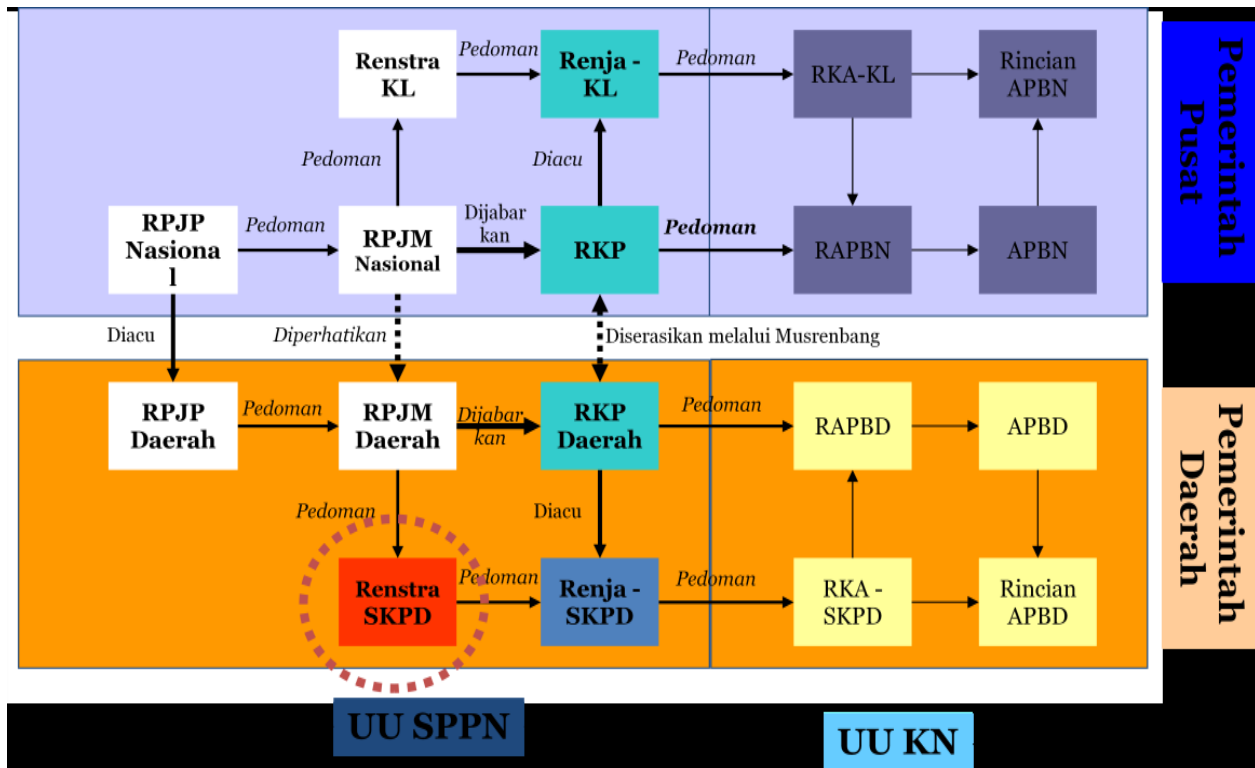 Renstra
KL
Pedoman
Renja -
KL
Pedoman
RKA-KL
Rincian
APBN
Pemerintah
Pusat
Pedoman
Diacu
RPJP
Nasiona
l
Pedoman
RPJM
Nasional
Dijabar
kan
RKP
Pedoman
RAPBN
APBN
Diacu
Diperhatikan
Diserasikan melalui Musrenbang
RPJP
Daerah
Pedoman
RPJM
Daerah
Dijabar
kan
RKP
Daerah
Pedoman
RAPBD
APBD
Pemerintah
Daerah
Pedoman
Diacu
Renstra
SKPD
Pedoman
Renja -
SKPD
Pedoman
RKA -
SKPD
Rincian
APBD
UU SPPN
UU KN